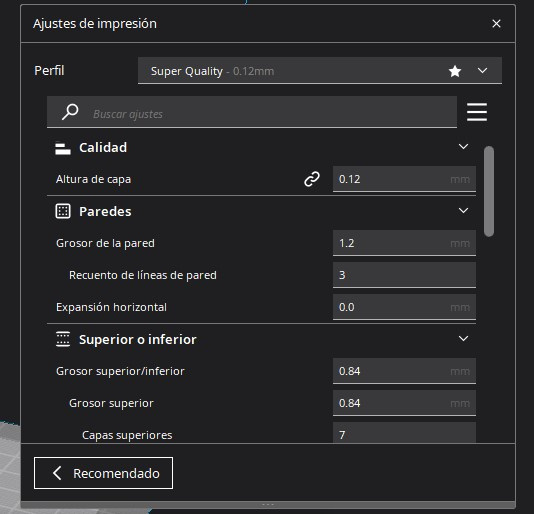 Ajustes de impresión
Perfil Super Quality - 0.12mm
Buscar ajustes
Calidad
Altura de capa 0.12 mm
Paredes
Grosor de la pared 1.2 mm
Recuento de líneas de pared 3
Expansión horizontal 0.0 mm
Superior o inferior
Grosor superior/inferior 0.84 mm
Grosor superior 0.84 mm
Capas superiores 7
Recomendado